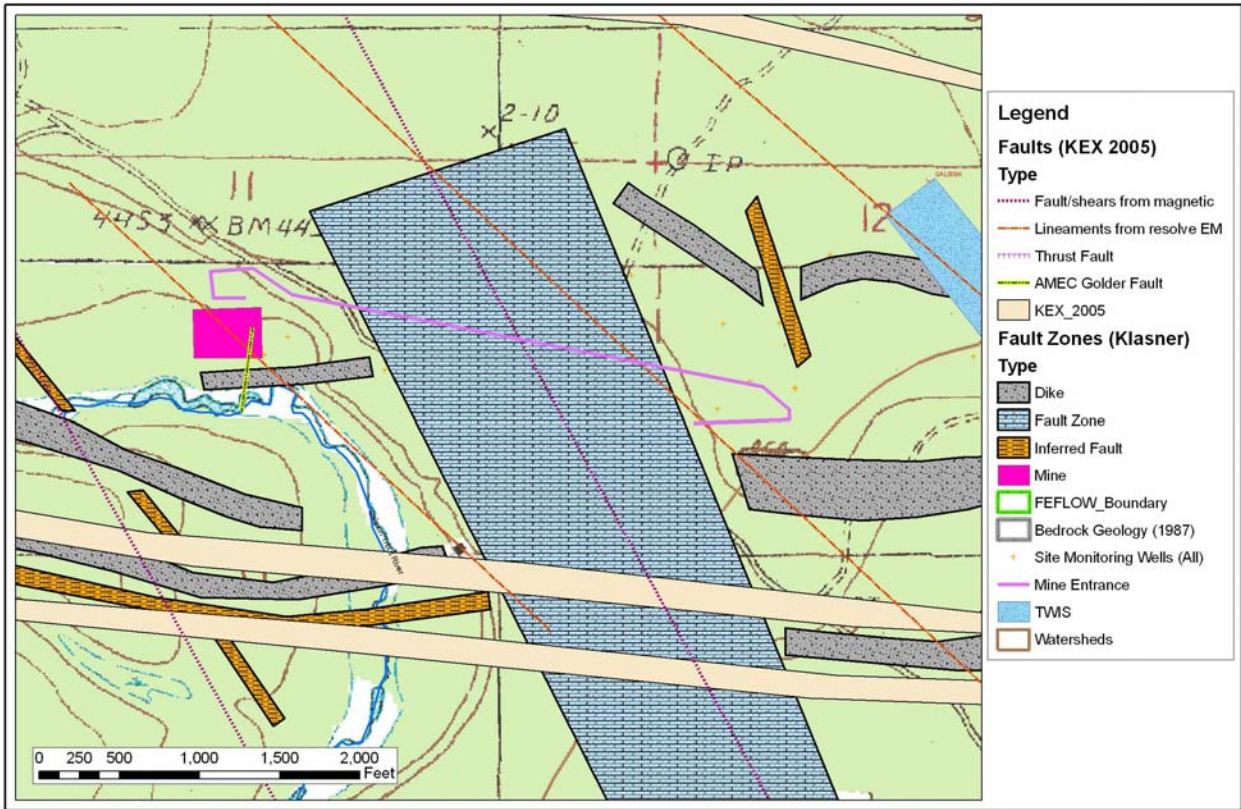 2-10
IP
11
12
4453
BM 445
Legend
Faults (KEX 2005)
Type
Fault/shears from magnetic
Lineaments from resolve EM
Thrust Fault
AMEC Golder Fault
KEX_2005
Fault Zones (Klasner)
Type
Dike
Fault Zone
Inferred Fault
Mine
FEFLOW_Boundary
Bedrock Geology (1987)
Site Monitoring Wells (All)
Mine Entrance
TWIS
Watersheds
River
0 250 500 1,000 1,500 2,000
Feet